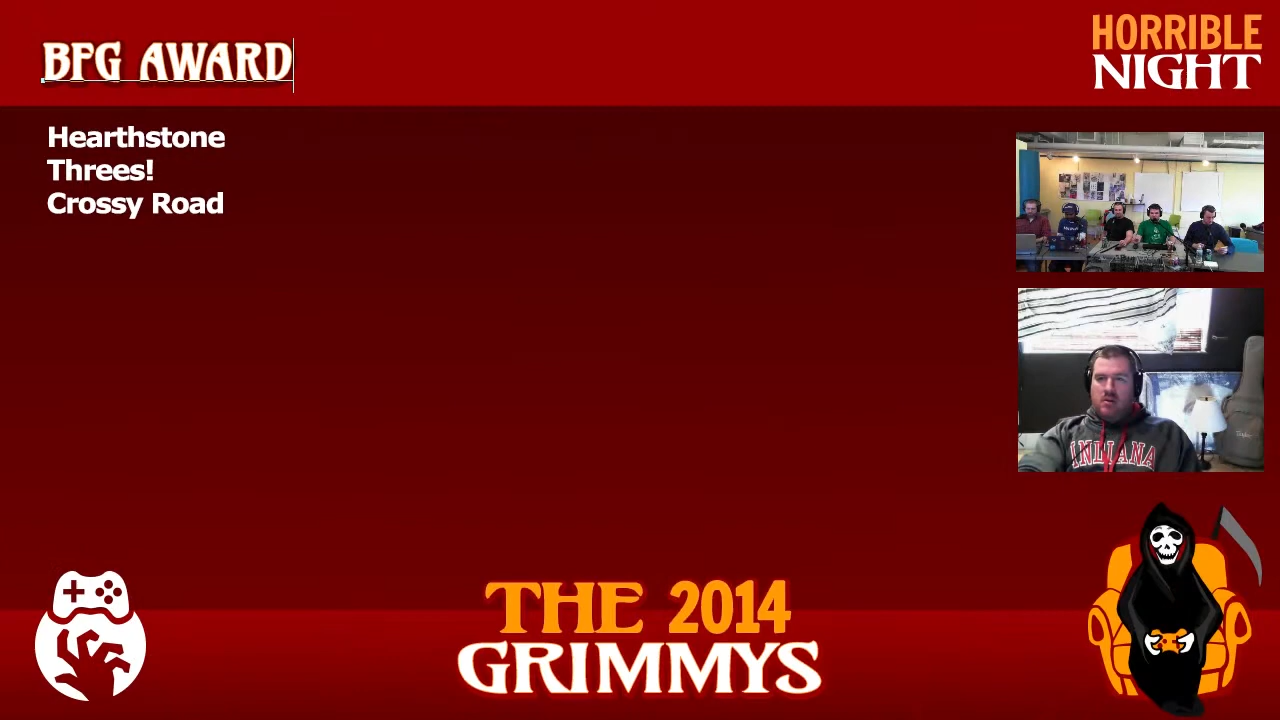 BFG AWARD
HORRIBLE
NIGHT
Hearthstone
Threes!
Crossy Road
INDIANA
THE 2014
GRIMMYS